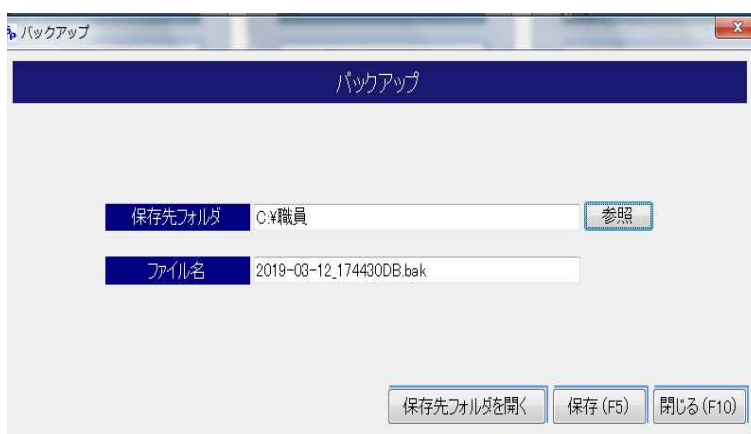 バックアップ
バックアップ
保存先フォルダ C:¥職員 参照
ファイル名 2019-03-12_174430DB.bak
保存先フォルダを開く 保存(F5) 閉じる(F10)